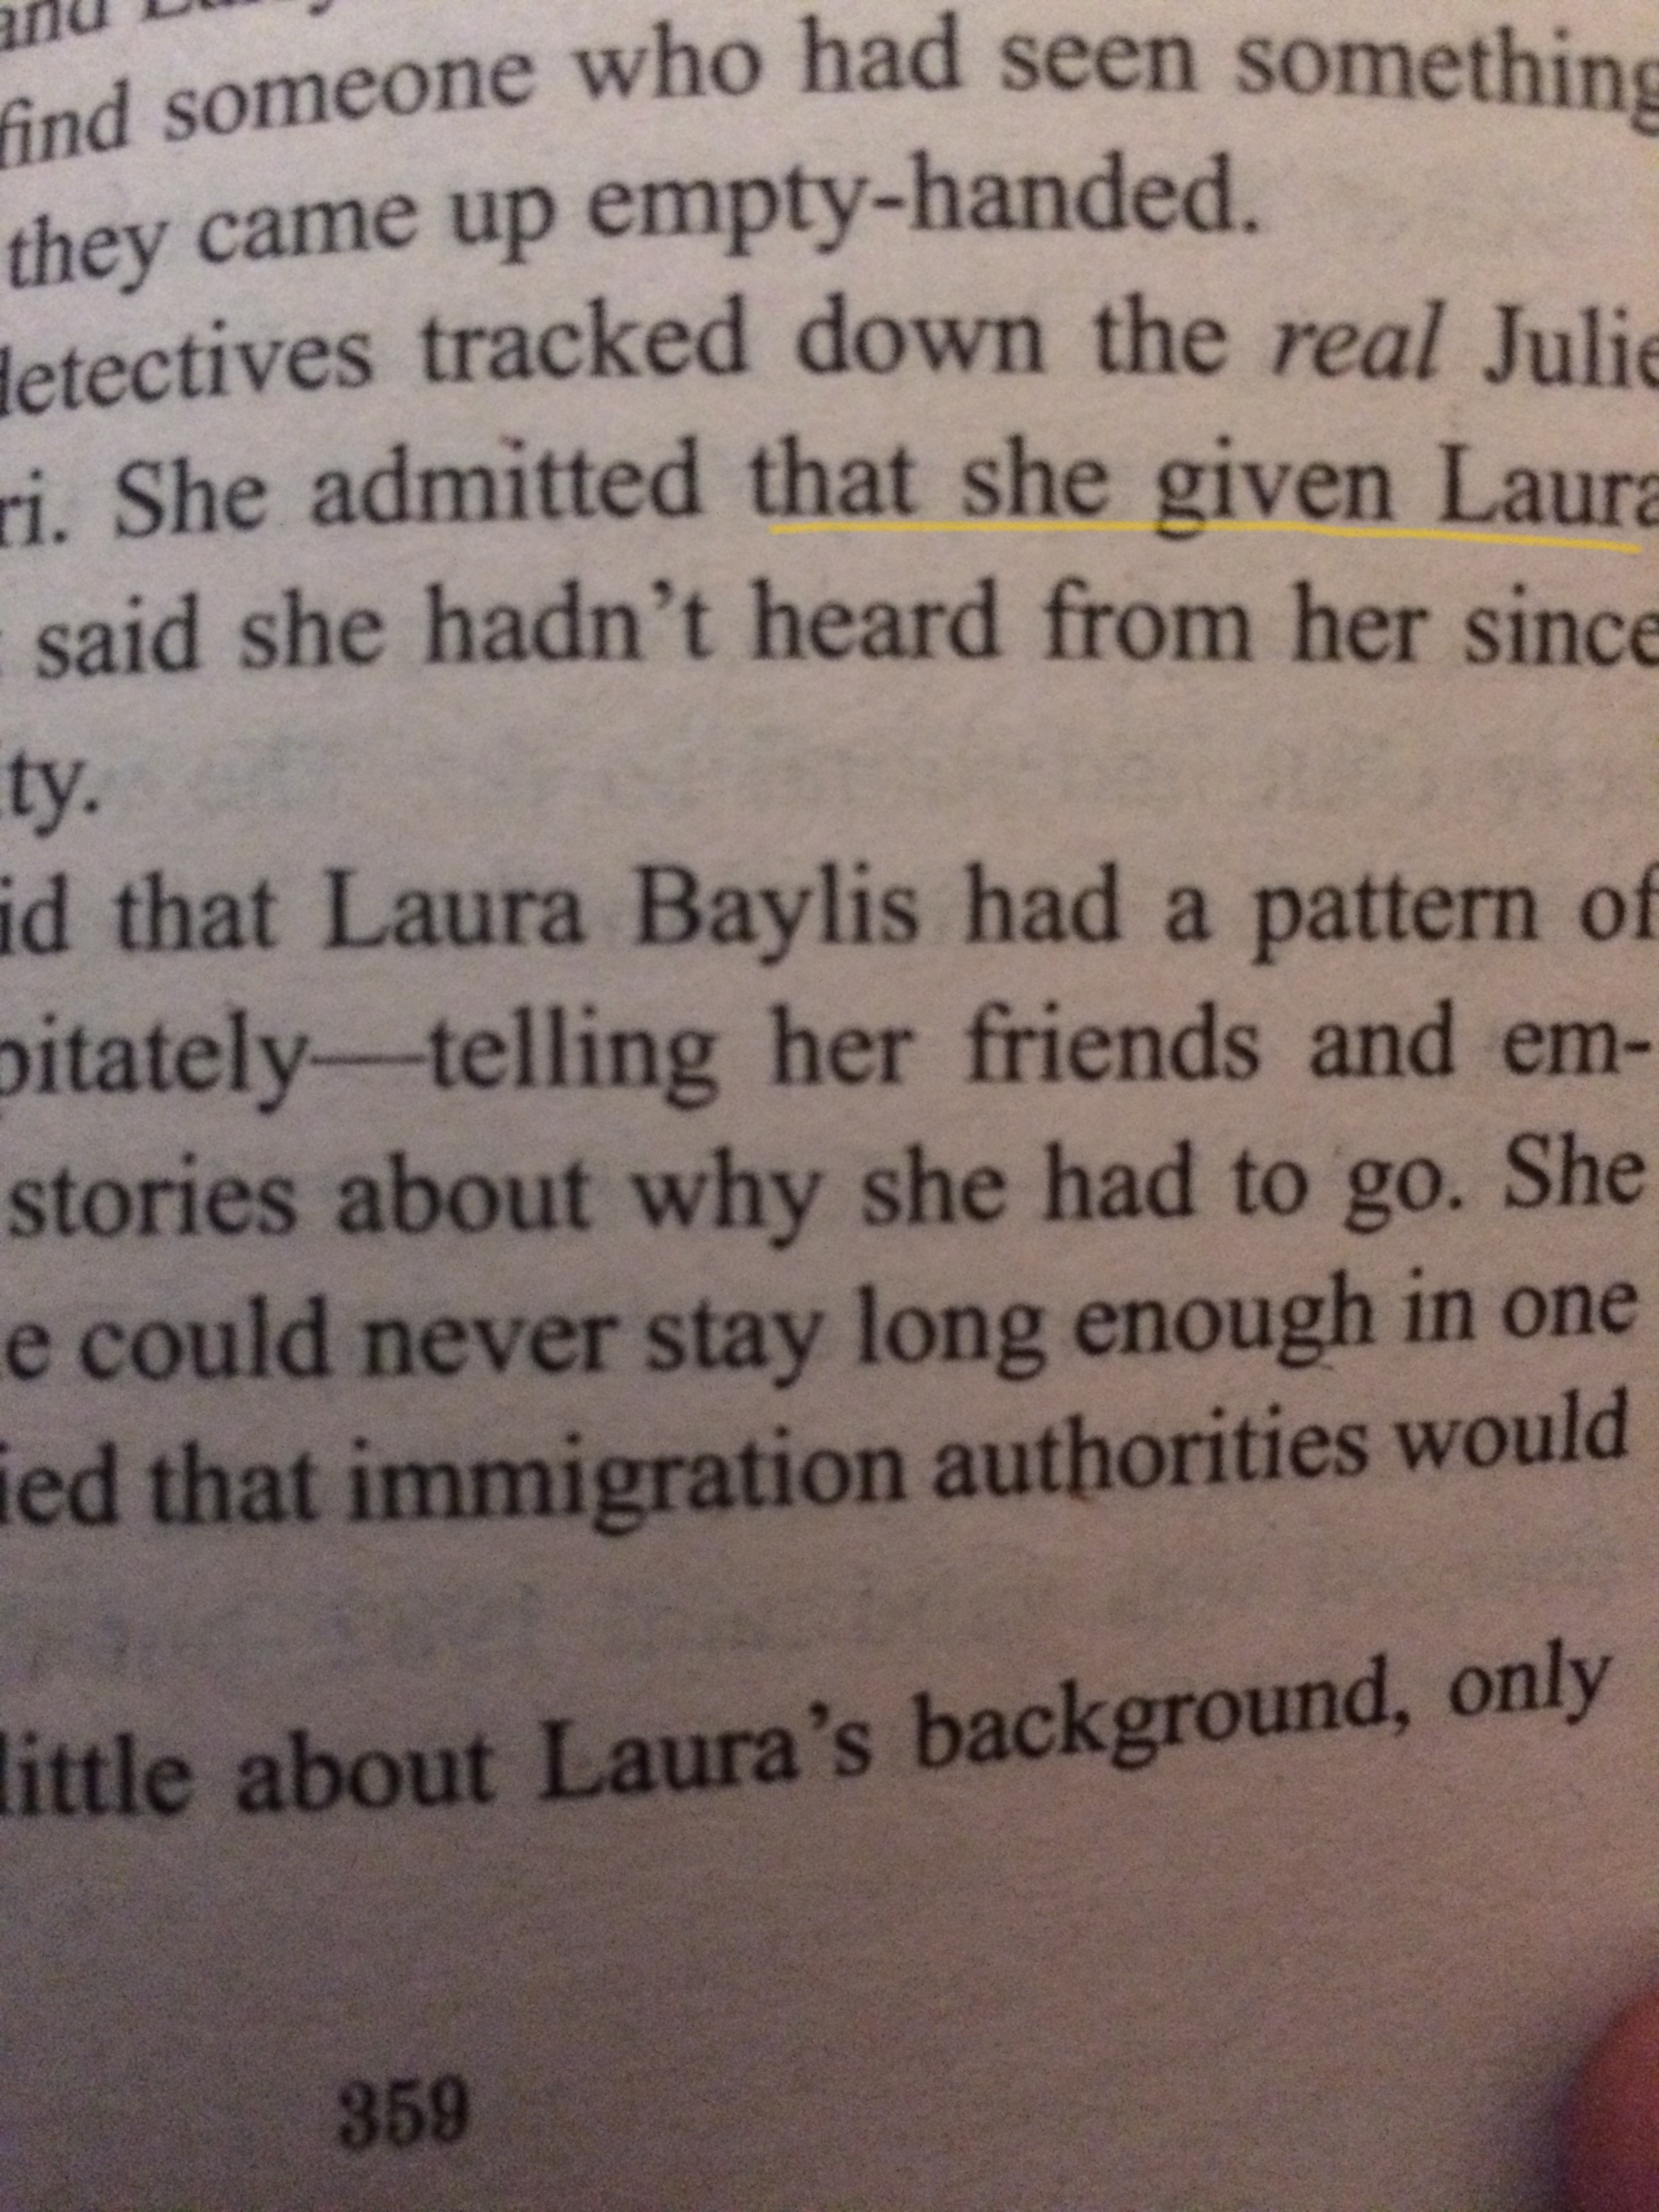 and
find someone who had seen something
they came up empty-handed.
detectives tracked down the real Julie
ri. She admitted that she given Laura
said she hadn't heard from her since
ity.
id that Laura Baylis had a pattern of
pitately—telling her friends and em-
stories about why she had to go. She
e could never stay long enough in one
ied that immigration authorities would
little about Laura's background, only
359